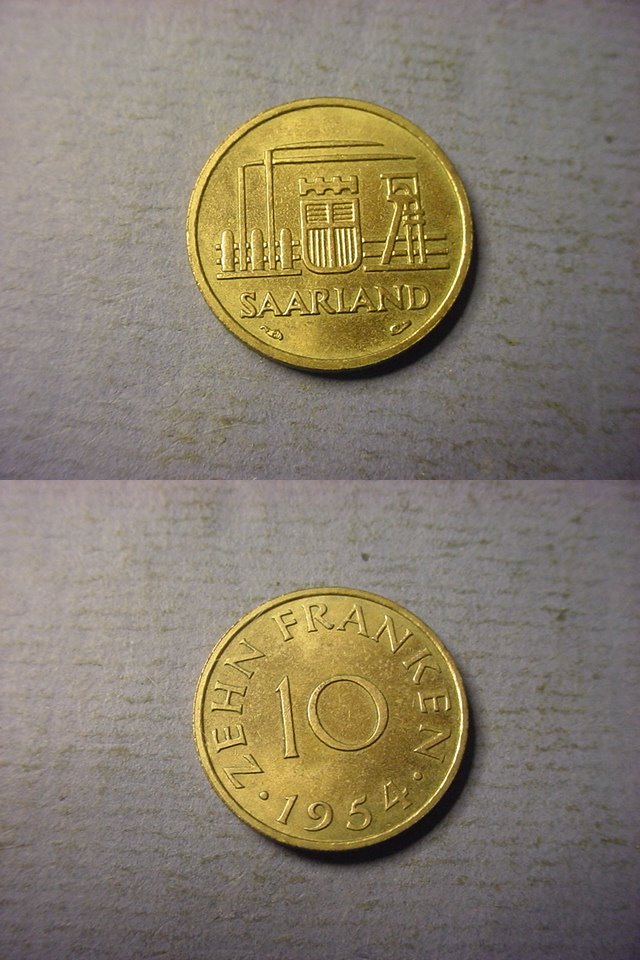 SAARLAND
ZEHN FRANKEN
10
· 1954 ·